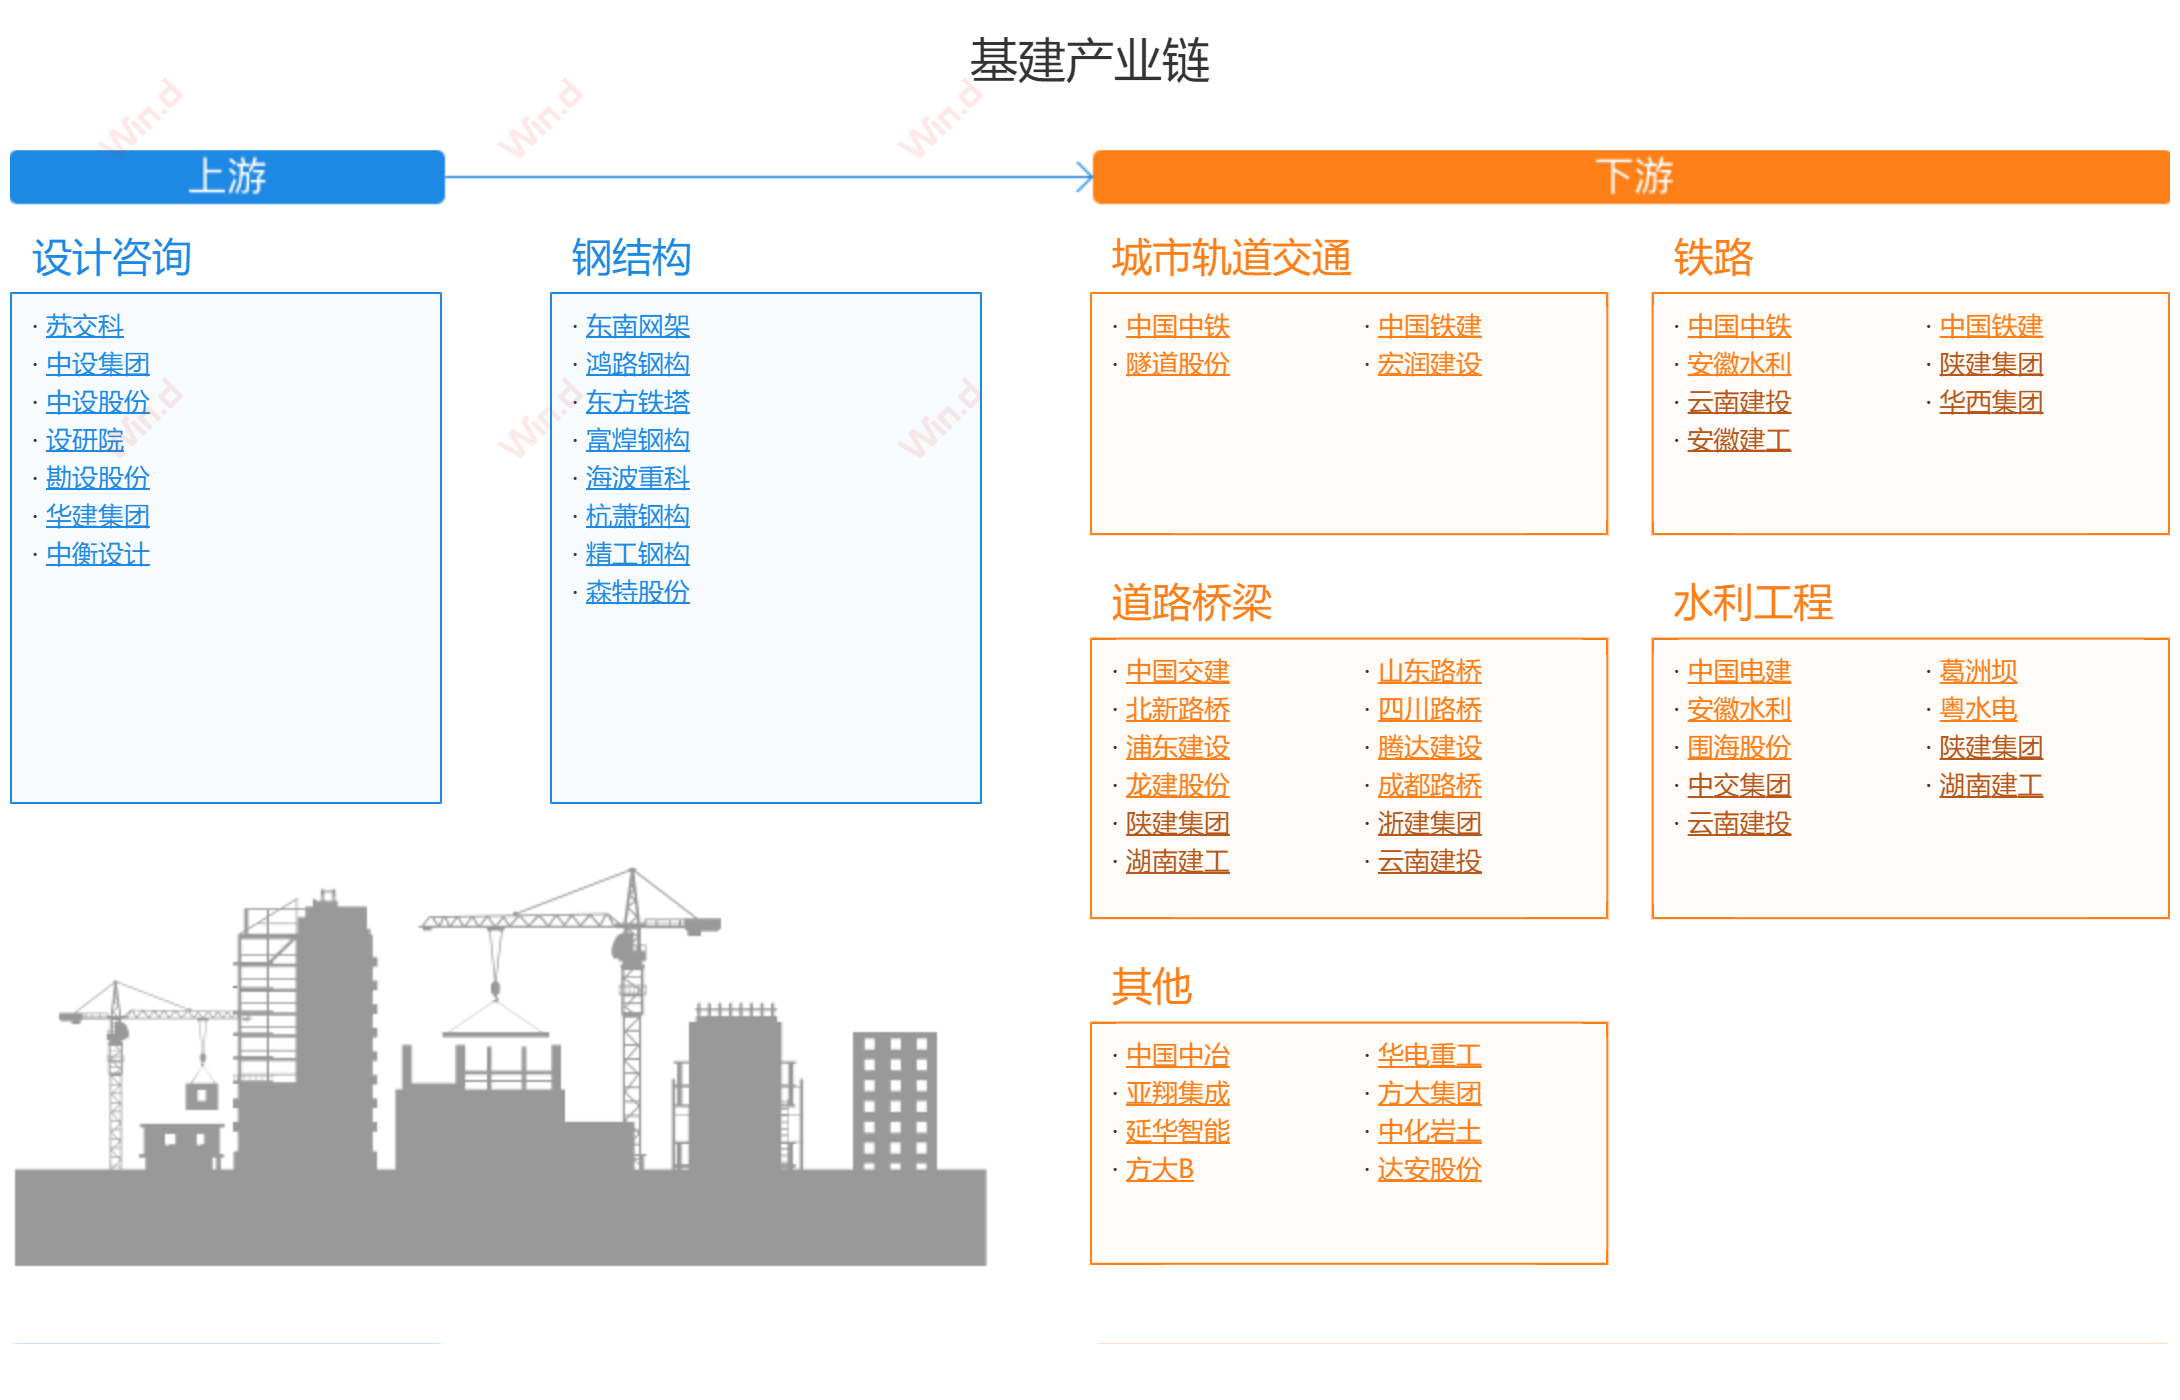 基建产业链
上游
下游
设计咨询
· 苏交科
· 中设集团
· 中设股份
· 设研院
· 勘设股份
· 华建集团
· 中衡设计
钢结构
· 东南网架
· 鸿路钢构
· 东方铁塔
· 富煌钢构
· 海波重科
· 杭萧钢构
· 精工钢构
· 森特股份
城市轨道交通
· 中国中铁
· 中国铁建
· 隧道股份
· 宏润建设
铁路
· 中国中铁
· 中国铁建
· 安徽水利
· 陕建集团
· 云南建投
· 华西集团
· 安徽建工
道路桥梁
· 中国交建
· 山东路桥
· 北新路桥
· 四川路桥
· 浦东建设
· 腾达建设
· 龙建股份
· 成都路桥
· 陕建集团
· 浙建集团
· 湖南建工
· 云南建投
水利工程
· 中国电建
· 葛洲坝
· 安徽水利
· 粤水电
· 围海股份
· 陕建集团
· 中交集团
· 湖南建工
· 云南建投
其他
· 中国中冶
· 华电重工
· 亚翔集成
· 方大集团
· 延华智能
· 中化岩土
· 方大B
· 达安股份
Win.d
Win.d
Win.d
Win.d
Win.d
Win.d